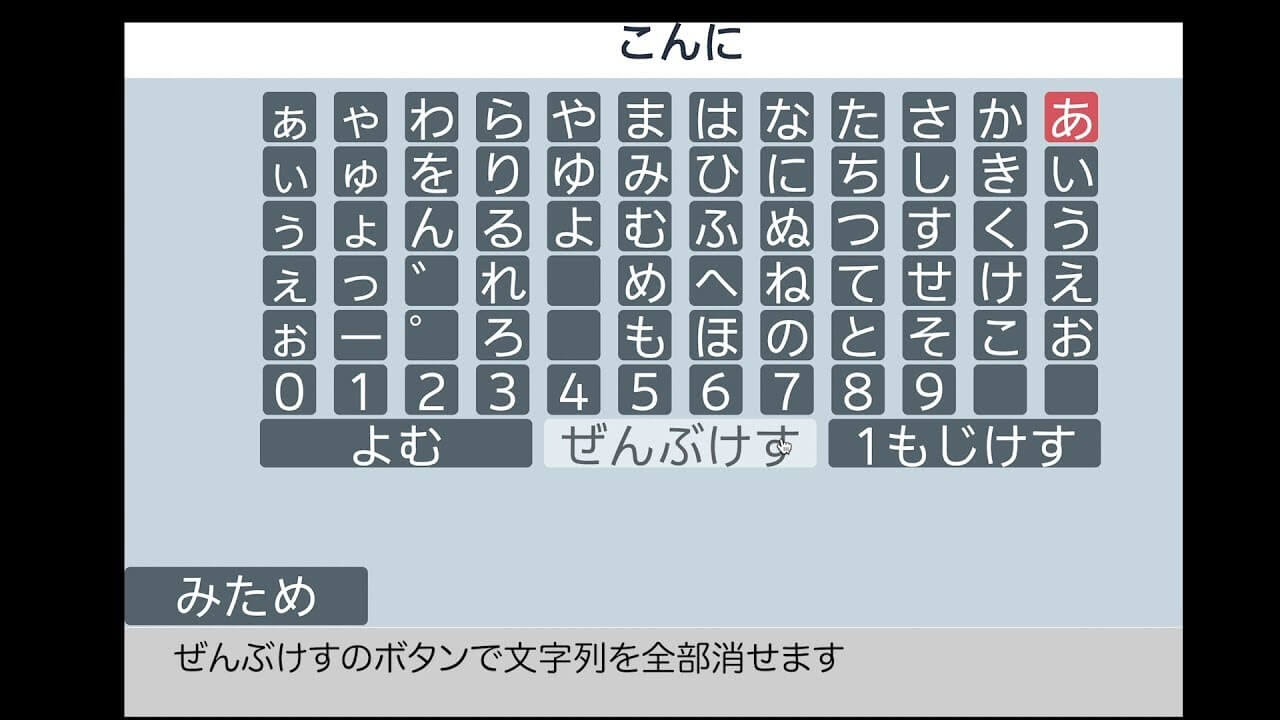 こんに
ぁ ゃ わ ら や ま は な た さ か あ
ぃ ゅ を り ゆ み ひ に ち し き い
ぅ ょ ん る よ む ふ ぬ つ す く う
ぇ っ ゛ れ め へ ね て せ け え
ぉ ー ゜ ろ も ほ の と そ こ お
0 1 2 3 4 5 6 7 8 9
よむ ぜんぶけす 1もじけす
みため
ぜんぶけすのボタンで文字列を全部消せます